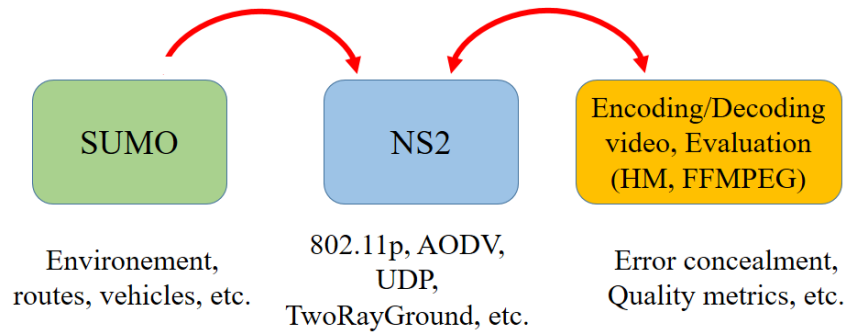 SUMO
NS2
Encoding/Decoding
video, Evaluation
(HM, FFMPEG)
Environement,
routes, vehicles, etc.
802.11p, AODV,
UDP,
TwoRayGround, etc.
Error concealment,
Quality metrics, etc.